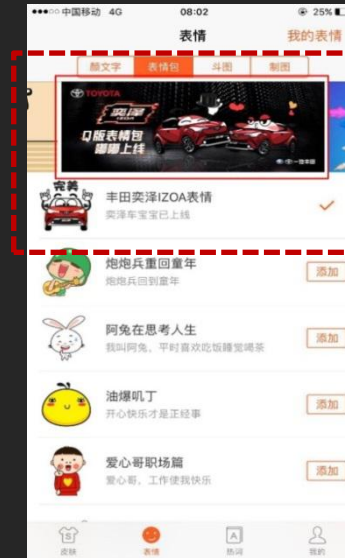 中国移动 4G 08:02 25%
表情 我的表情
颜文字 表情包 斗图 制图
TOYOTA
奕泽
IZOA
Q版表情包
嘟嘟上线
一汽丰田
完美
丰田奕泽IZOA表情
奕泽车宝宝已上线
炮炮兵重回童年
炮炮兵回到童年
添加
阿兔在思考人生
我叫阿兔、平时喜欢吃饭睡觉喝茶
添加
油爆叽丁
开心快乐才是正经事
添加
爱心哥职场篇
爱心哥，工作使我快乐
添加
皮肤 表情 热词 我的